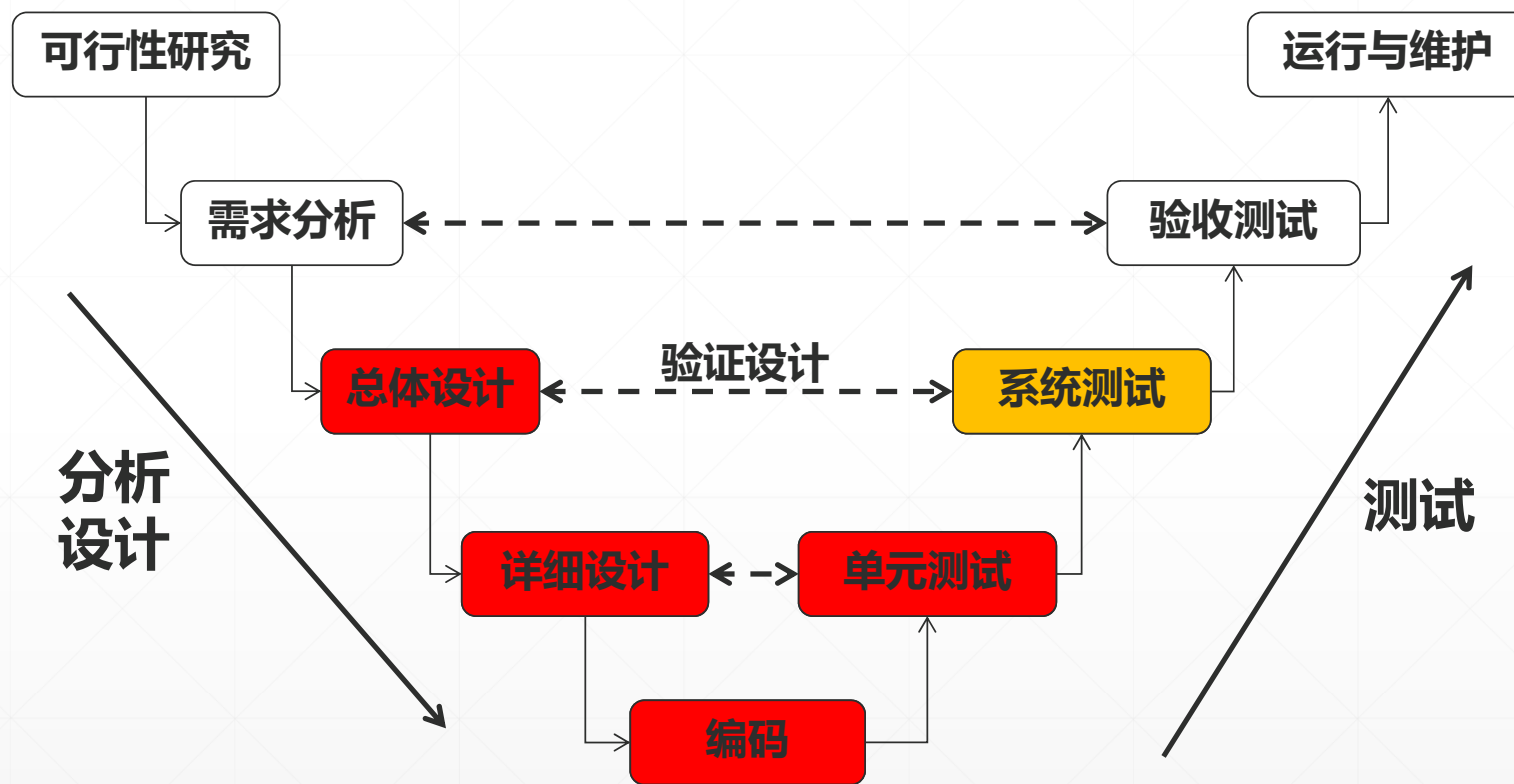 可行性研究
运行与维护
需求分析
验收测试
验证设计
总体设计
系统测试
分析
设计
测试
详细设计
单元测试
编码